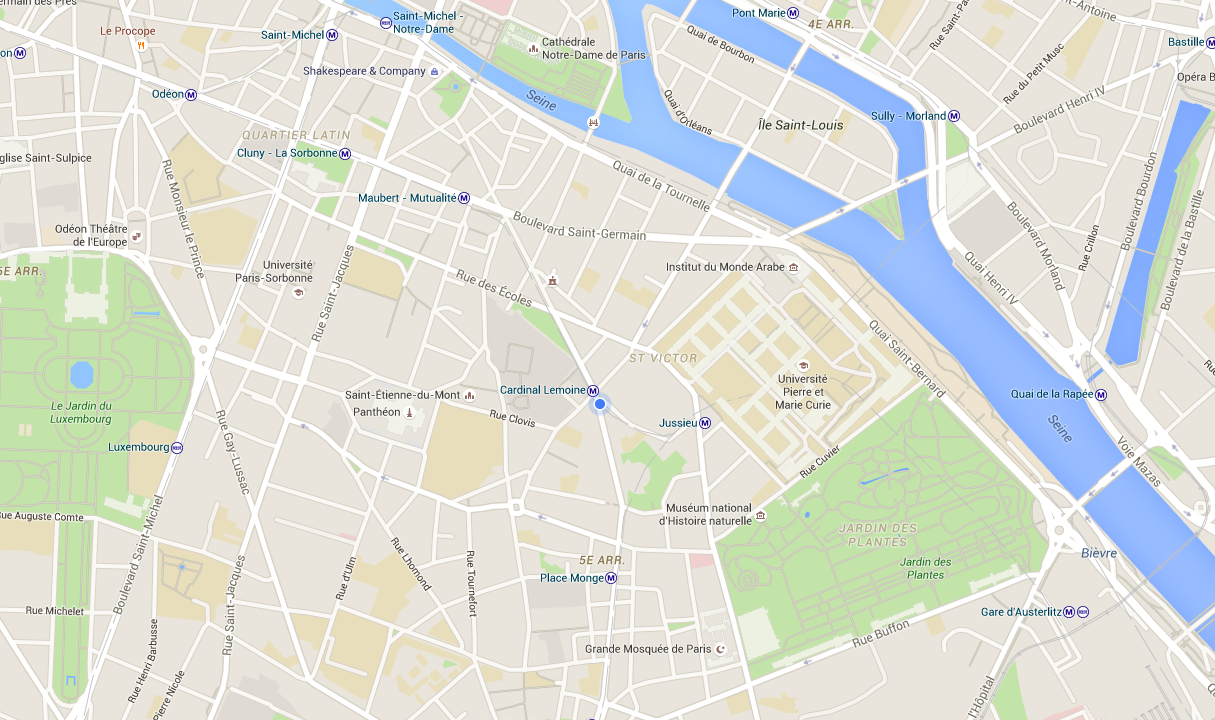 Le Procope
Saint-Michel
Saint-Michel -
Notre-Dame
Cathédrale
Notre-Dame de Paris
Shakespeare & Company
Odéon
QUARTIER LATIN
Cluny - La Sorbonne
Maubert - Mutualité
Seine
Pont Marie
4E ARR.
Quai de Bourbon
Quai d'Orléans
Île Saint-Louis
Sully - Morland
Boulevard Henri IV
Rue du Petit Musc
Bastille
Boulevard Bourdon
Boulevard de la Bastille
Rue Crillon
Boulevard Morland
Quai Henri IV
Quai de la Tournelle
Boulevard Saint-Germain
Institut du Monde Arabe
Rue Monsieur le Prince
Odéon Théâtre
de l'Europe
Université
Paris-Sorbonne
Rue Saint-Jacques
Rue des Écoles
ST VICTOR
Université
Pierre et
Marie Curie
Quai Saint-Bernard
Quai de la Rapée
Seine
Voie Mazas
Le Jardin du
Luxembourg
Luxembourg
Saint-Étienne-du-Mont
Panthéon
Cardinal Lemoine
Rue Clovis
Jussieu
Rue Cuvier
Rue Gay-Lussac
Muséum national
d'Histoire naturelle
JARDIN DES
PLANTES
Jardin des
Plantes
Bièvre
Rue Auguste Comte
Boulevard Saint-Michel
Rue Saint-Jacques
Rue d'Ulm
Rue Lhomond
Rue Tournefort
5E ARR.
Place Monge
Gare d'Austerlitz
Rue Buffon
Rue Michelet
Rue Henri Barbusse
Grande Mosquée de Paris
5E ARR.